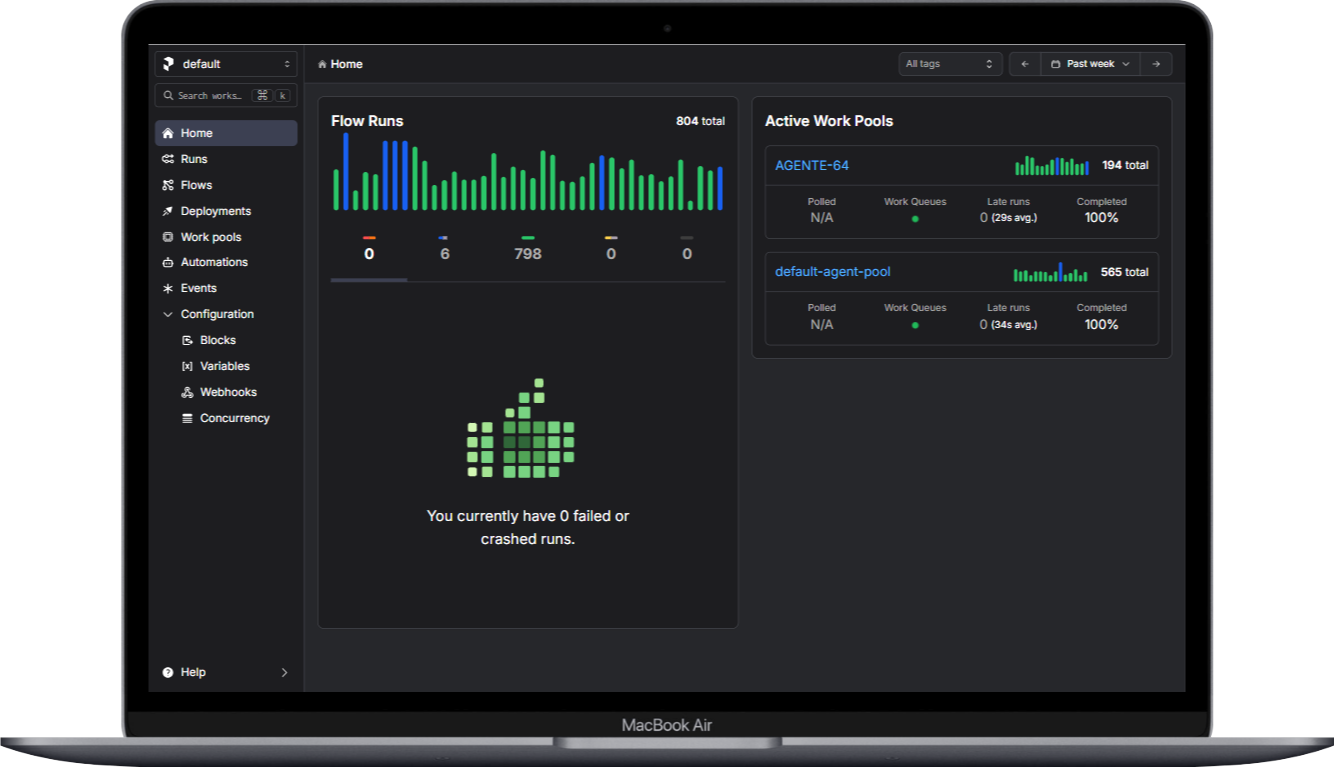 default
Search works...
⌘ k
Home
Runs
Flows
Deployments
Work pools
Automations
Events
Configuration
Blocks
Variables
Webhooks
Concurrency
Help
Home
All tags
Past week
Flow Runs
804 total
0 6 798 0 0
You currently have 0 failed or
crashed runs.
Active Work Pools
AGENTE-64
194 total
Polled Work Queues Late runs Completed
N/A 0 (29s avg.) 100%
default-agent-pool
565 total
Polled Work Queues Late runs Completed
N/A 0 (34s avg.) 100%
MacBook Air